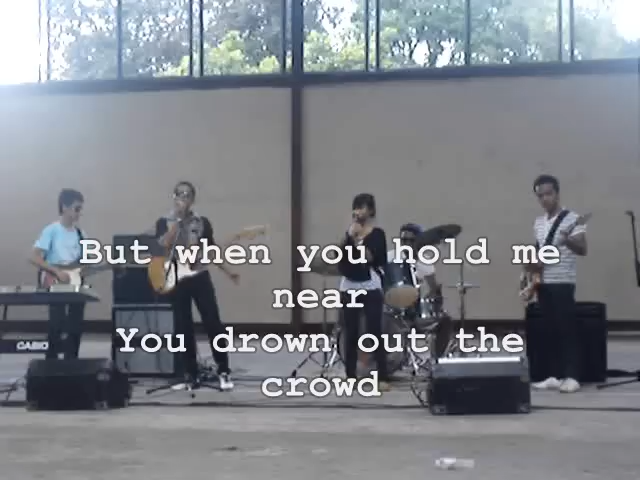 But when you hold me
near
You drown out the
crowd
CASIO